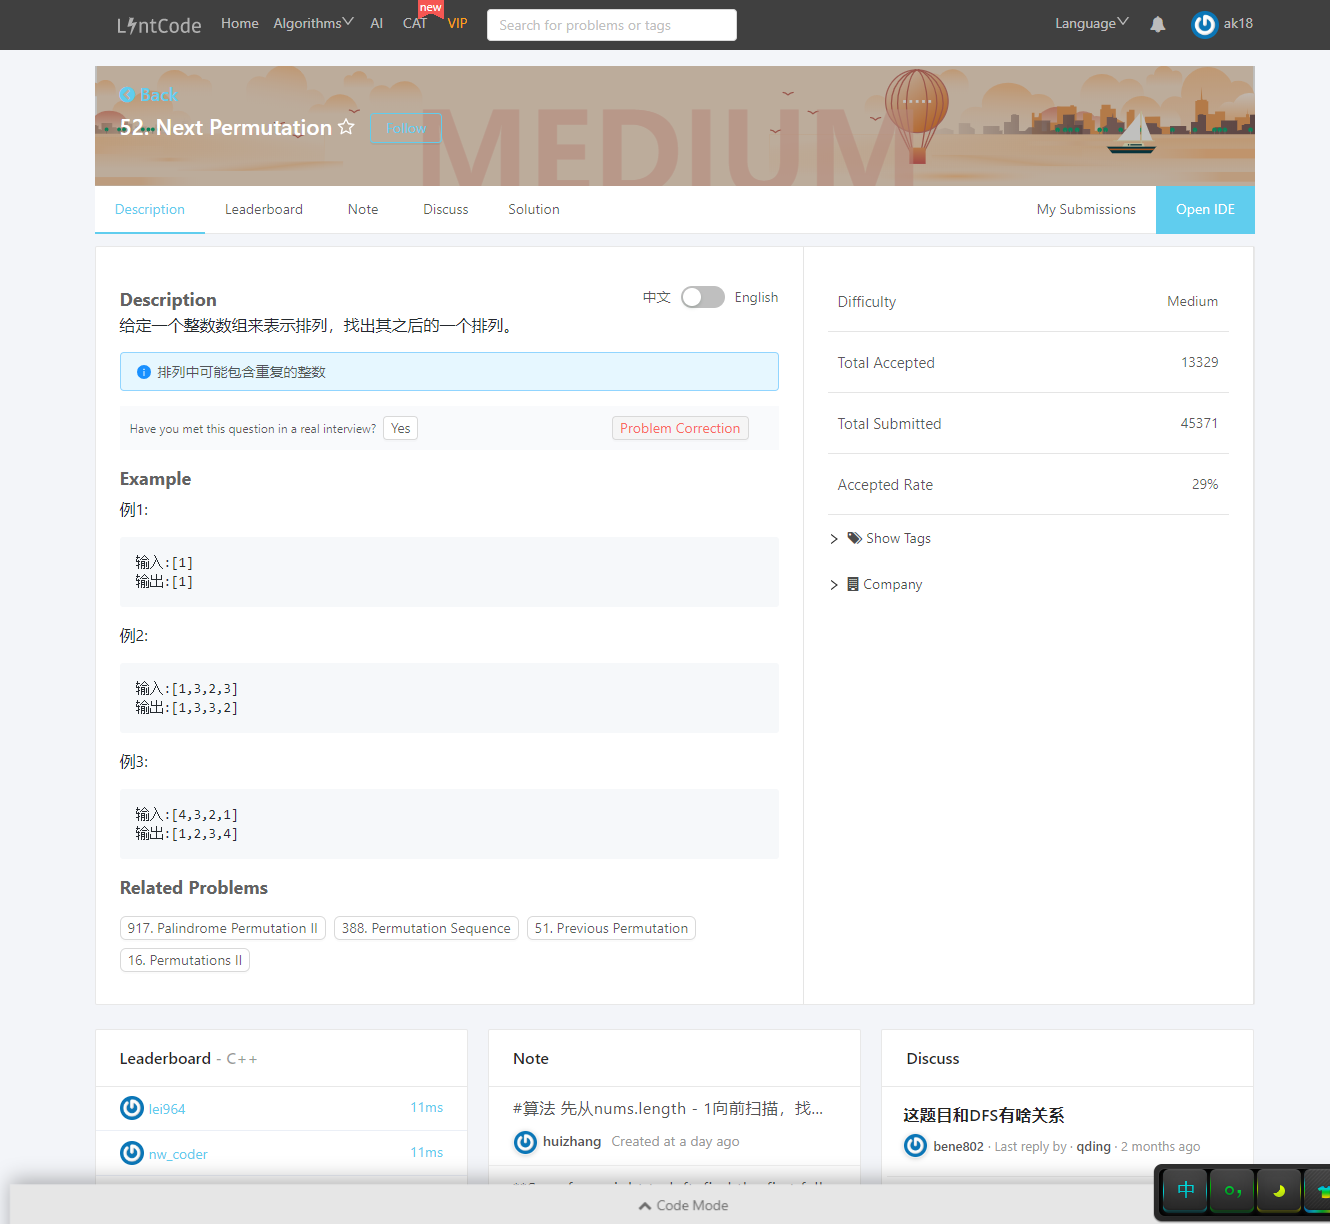 LintCode Home Algorithms AI CAT new VIP Search for problems or tags Language ak18
Back
MEDIUM
52. Next Permutation Follow
Description Leaderboard Note Discuss Solution My Submissions Open IDE
Description 中文 English
给定一个整数数组来表示排列，找出其之后的一个排列。
排列中可能包含重复的整数
Have you met this question in a real interview? Yes Problem Correction
Example
例1:
输入:[1]
输出:[1]
例2:
输入:[1,3,2,3]
输出:[1,3,3,2]
例3:
输入:[4,3,2,1]
输出:[1,2,3,4]
Related Problems
917. Palindrome Permutation II 388. Permutation Sequence 51. Previous Permutation
16. Permutations II
Difficulty Medium
Total Accepted 13329
Total Submitted 45371
Accepted Rate 29%
Show Tags
Company
Leaderboard - C++
lei964 11ms
nw_coder 11ms
Note
#算法 先从nums.length - 1向前扫描，找...
huizhang Created at a day ago
Discuss
这题目和DFS有啥关系
bene802 · Last reply by · qding · 2 months ago
Code Mode
中